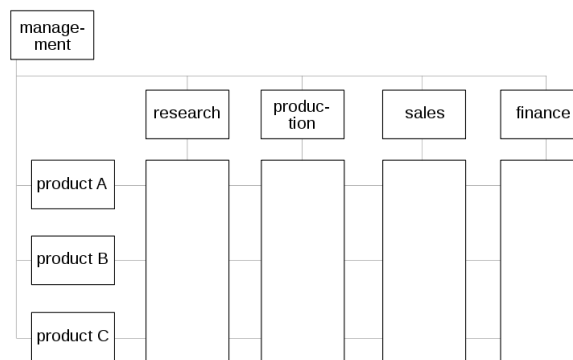 manage-
ment
research
produc-
tion
sales
finance
product A
product B
product C